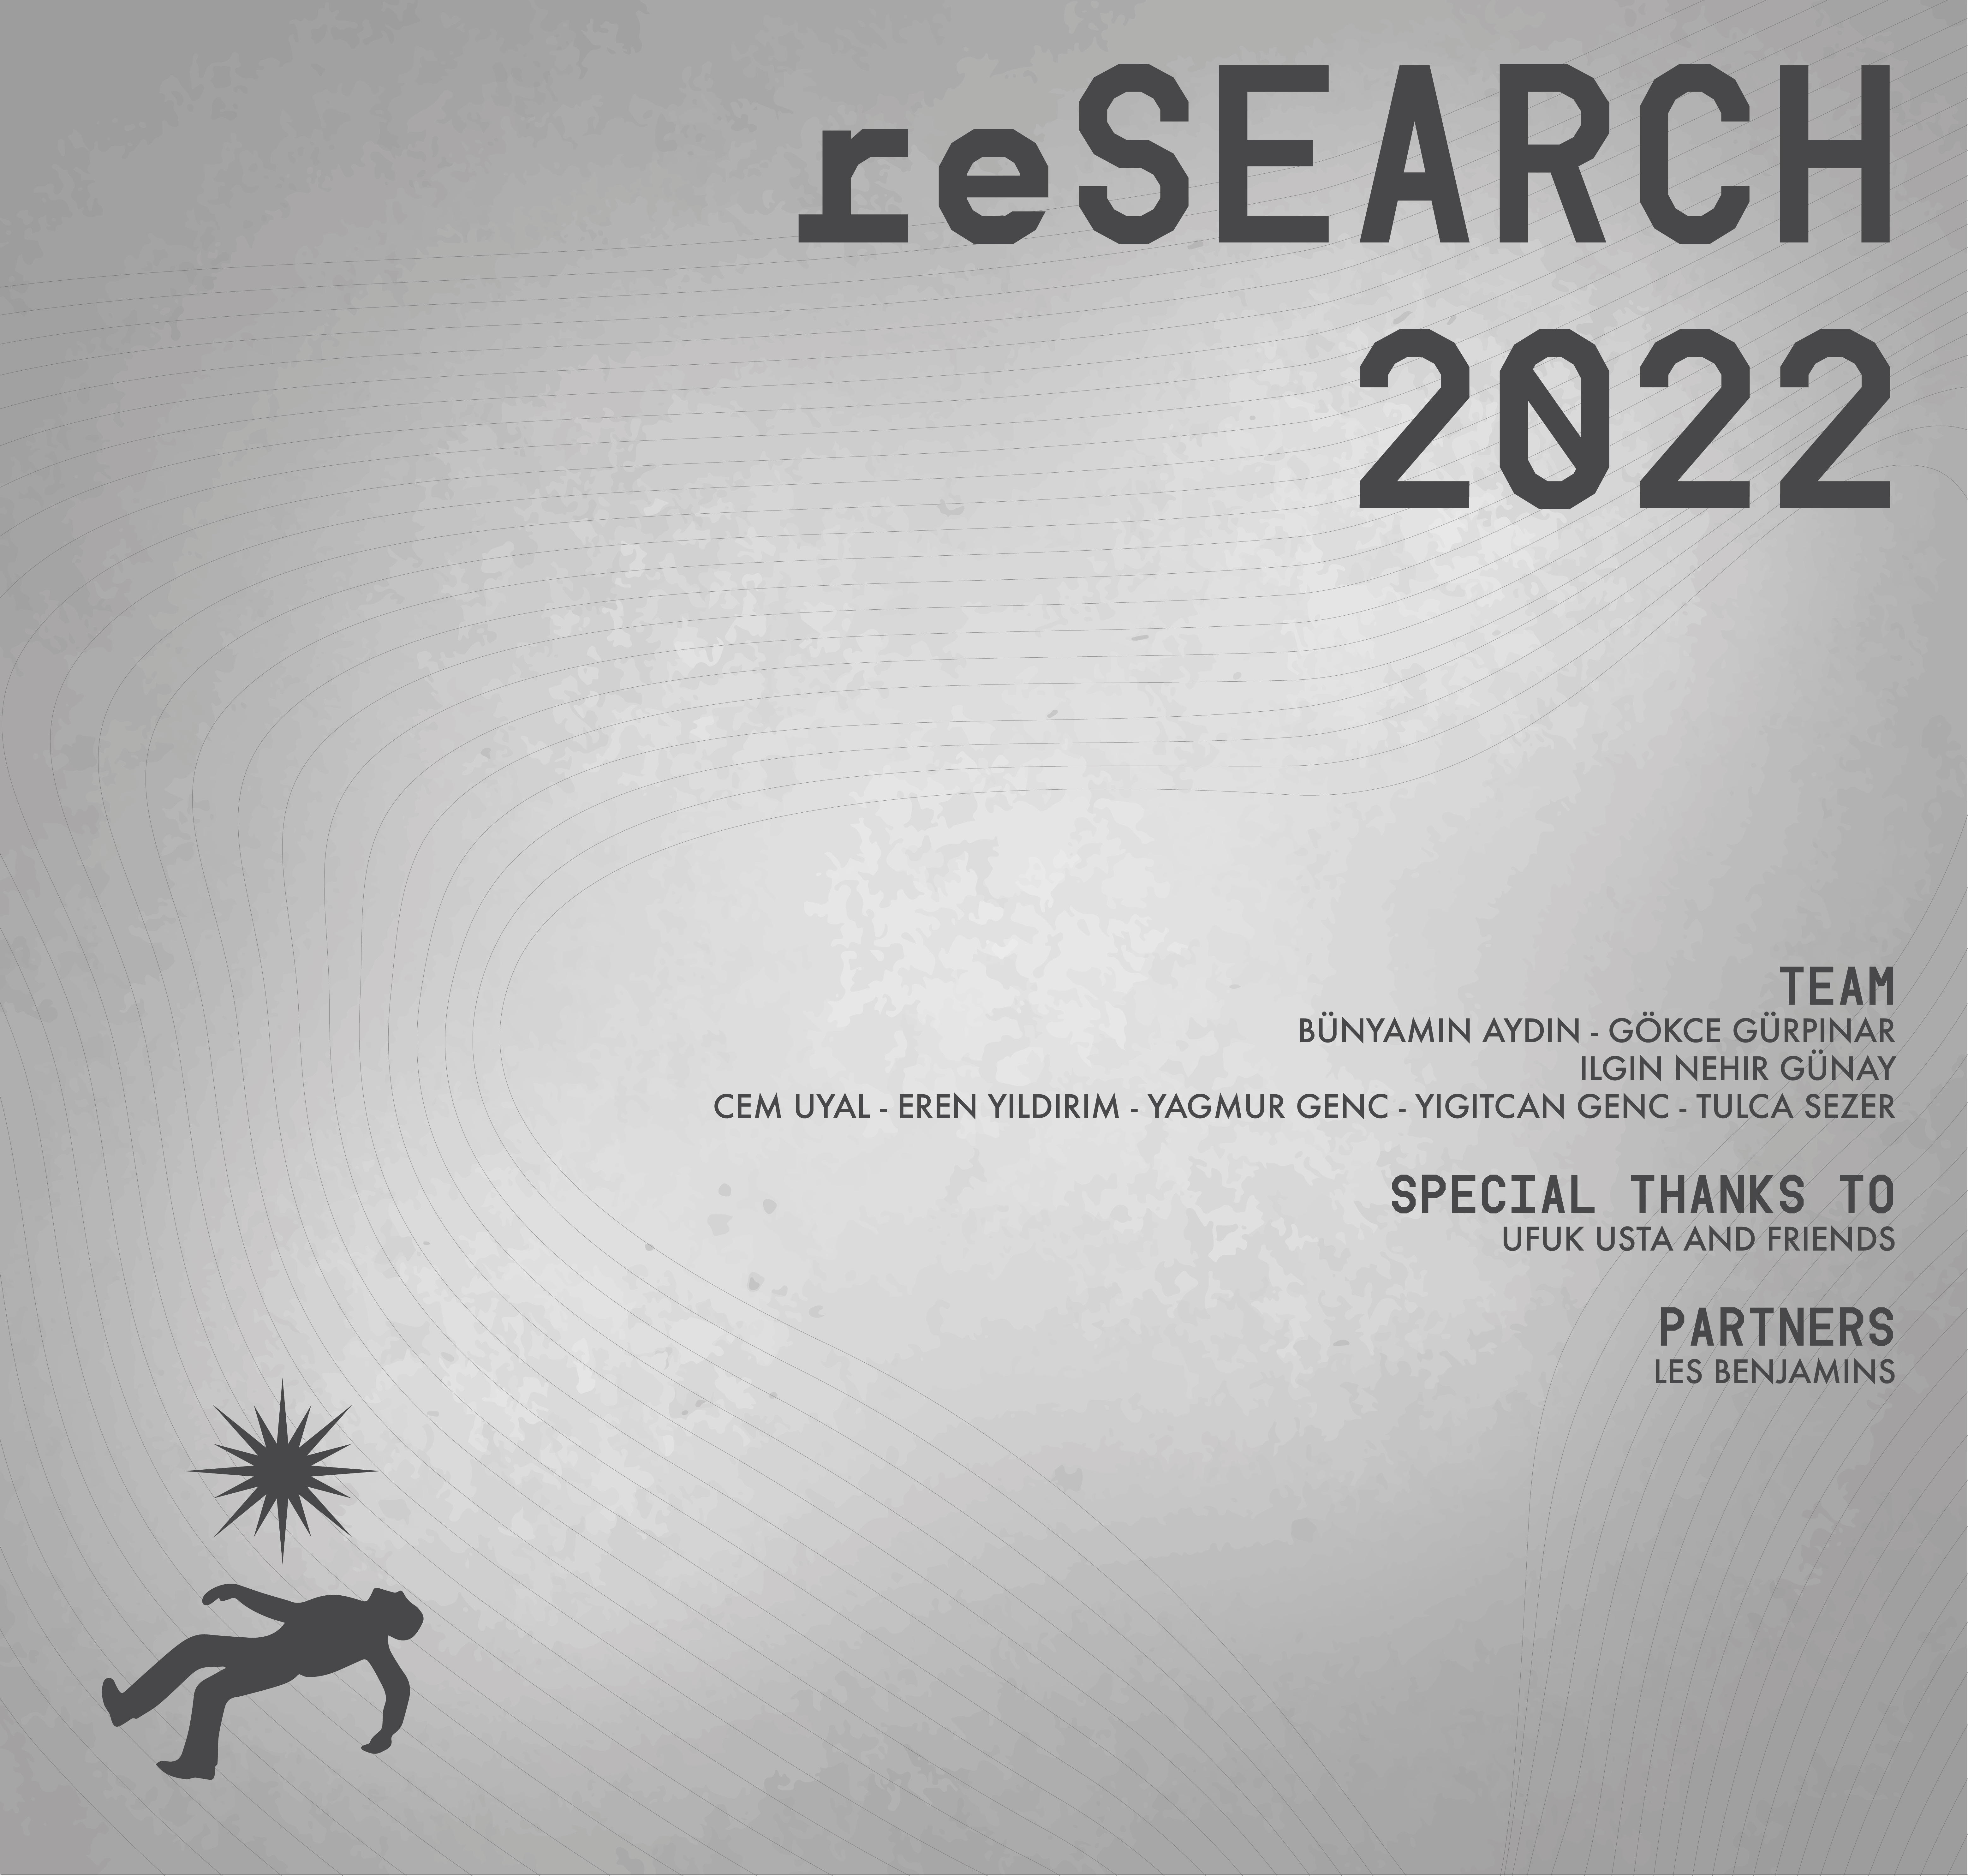 reSEARCH
2022
TEAM
BÜNYAMIN AYDIN - GÖKCE GÜRPINAR
ILGIN NEHIR GÜNAY
CEM UYAL - EREN YILDIRIM - YAGMUR GENC - YIGITCAN GENC - TULCA SEZER
SPECIAL THANKS TO
UFUK USTA AND FRIENDS
PARTNERS
LES BENJAMINS